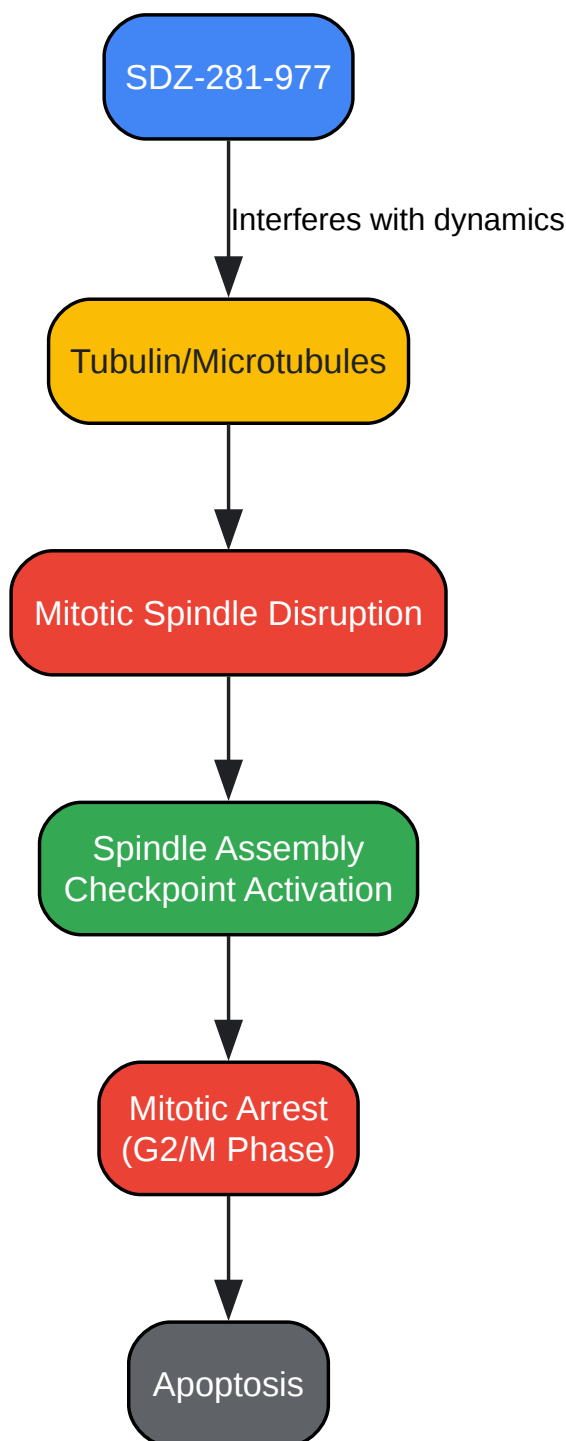 SDZ-281-977
Interferes with dynamics
Tubulin/Microtubules
Mitotic Spindle Disruption
Spindle Assembly
Checkpoint Activation
Mitotic Arrest
(G2/M Phase)
Apoptosis